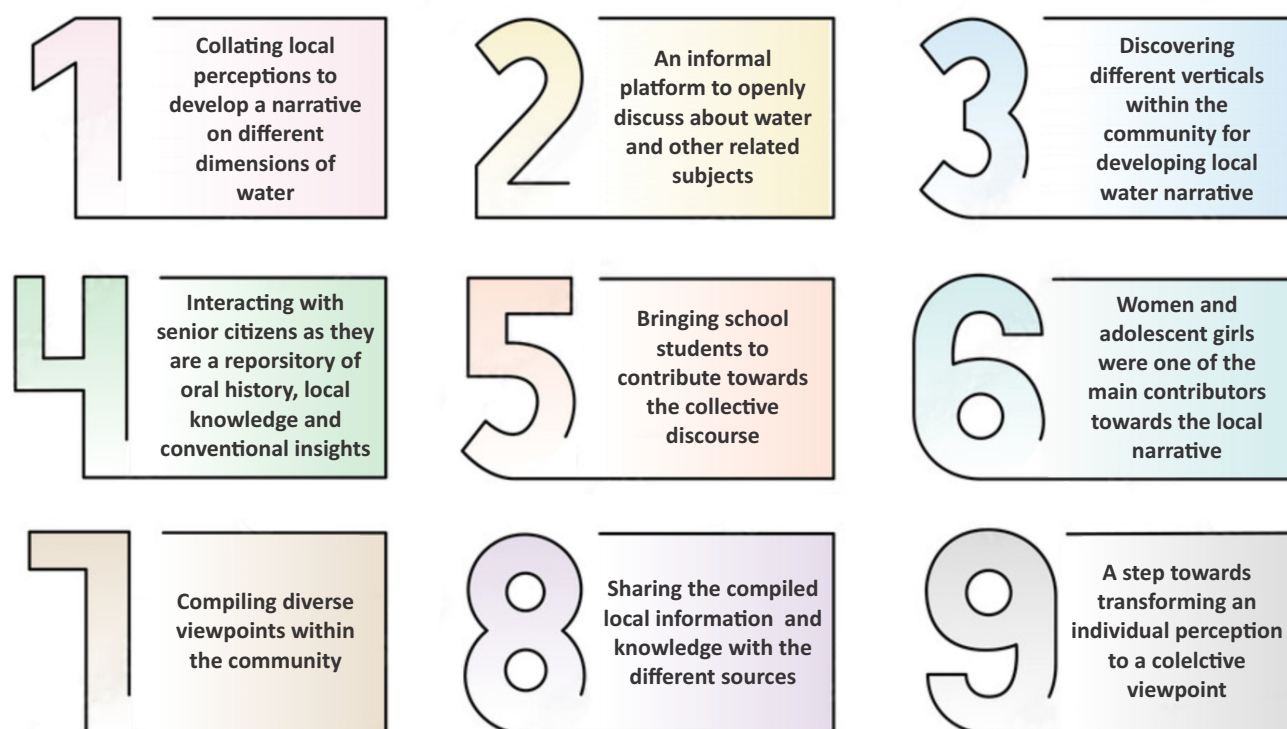 1
Collating local
perceptions to
develop a narrative
on different
dimensions of
water
2
An informal
platform to openly
discuss about water
and other related
subjects
3
Discovering
different verticals
within the
community for
developing local
water narrative
4
Interacting with
senior citizens as they
are a reporsitory of
oral history, local
knowledge and
conventional insights
5
Bringing school
students to
contribute towards
the collective
discourse
6
Women and
adolescent girls
were one of the
main contributors
towards the local
narrative
7
Compiling diverse
viewpoints within
the community
8
Sharing the compiled
local information and
knowledge with the
different sources
9
A step towards
transforming an
individual perception
to a colelctive
viewpoint